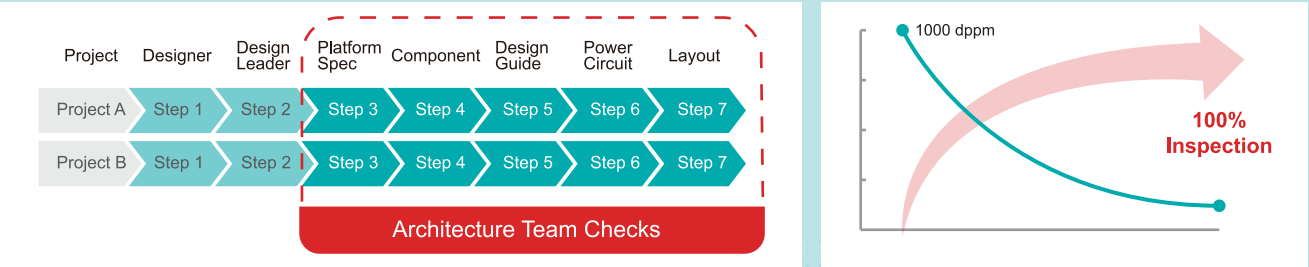 Project Designer Design Leader Platform Spec Component Design Guide Power Circuit Layout
Project A Step 1 Step 2 Step 3 Step 4 Step 5 Step 6 Step 7
Project B Step 1 Step 2 Step 3 Step 4 Step 5 Step 6 Step 7
Architecture Team Checks
1000 dppm
100%
Inspection